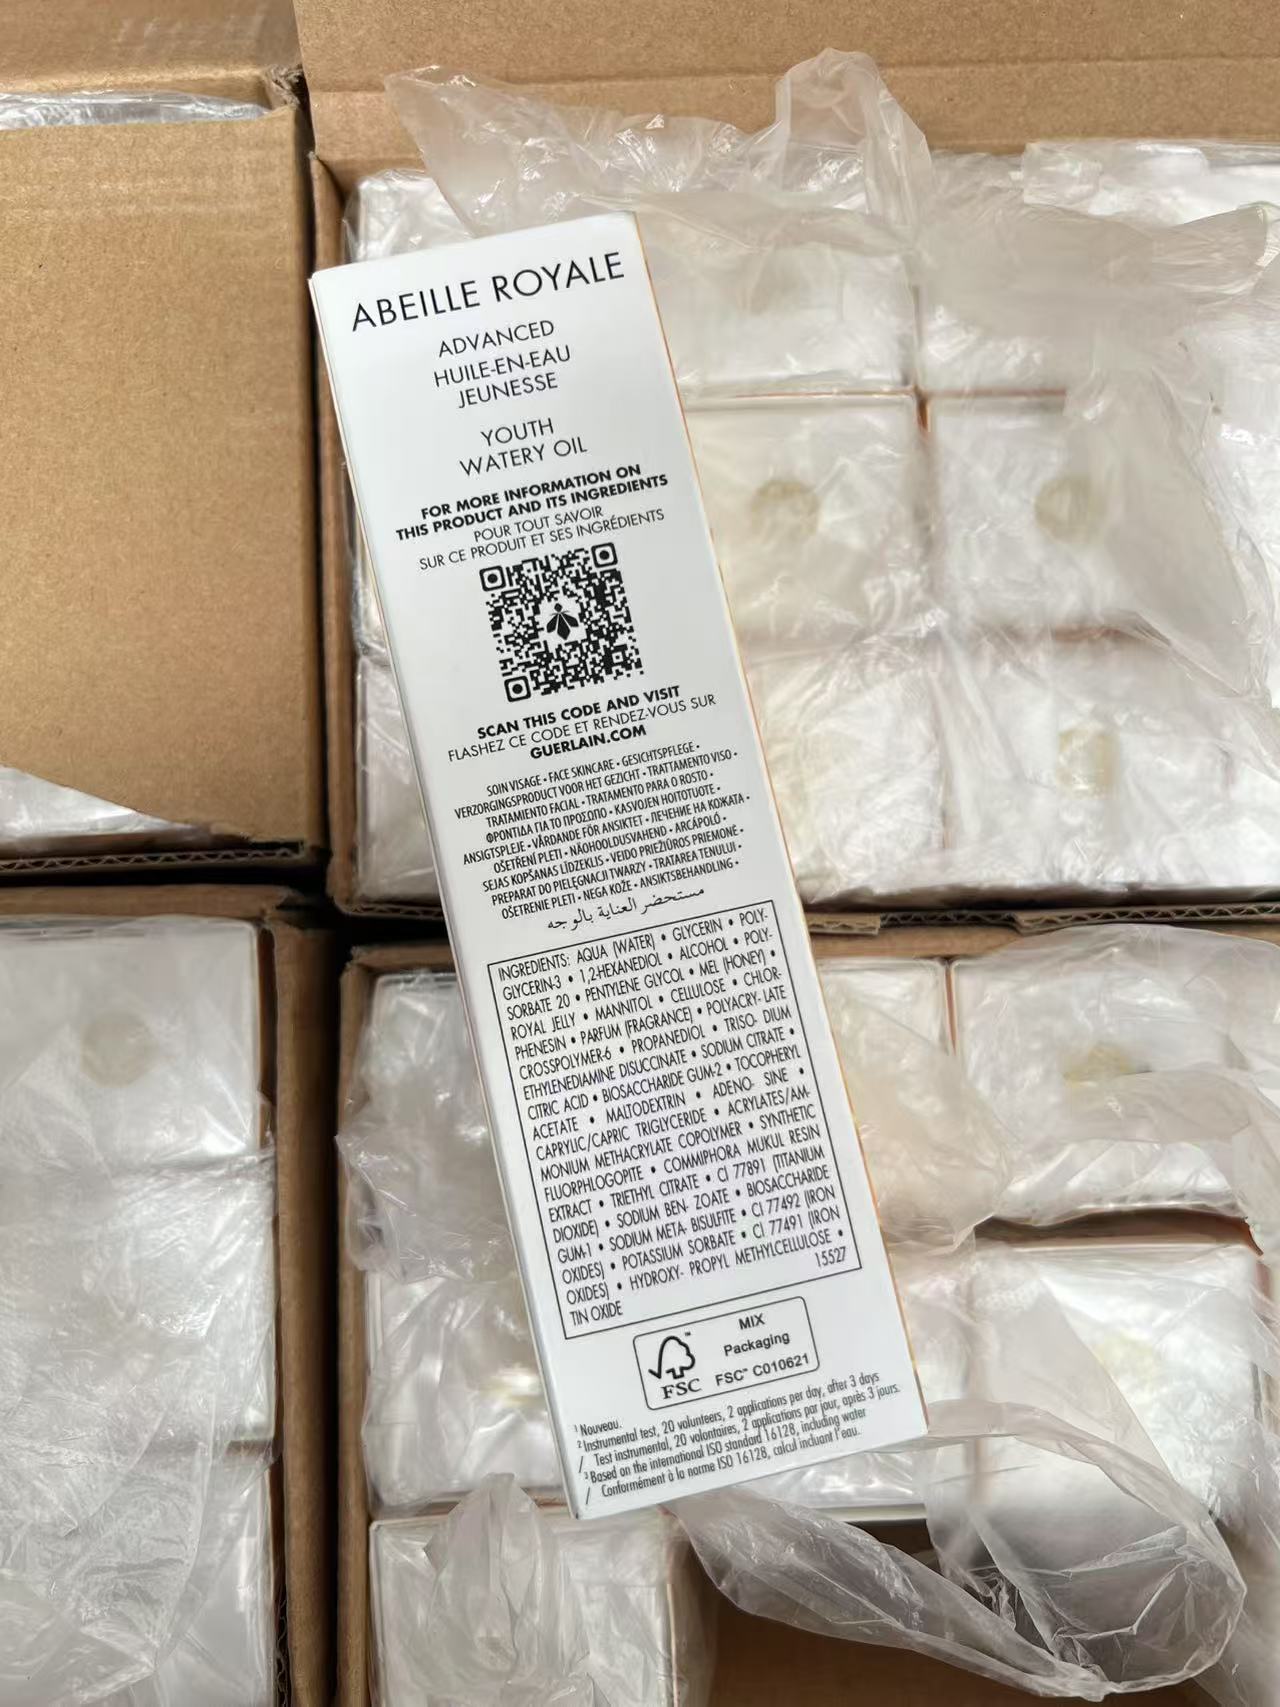 ABEILLE ROYALE
ADVANCED
HUILE-EN-EAU
JEUNESSE
YOUTH
WATERY OIL
FOR MORE INFORMATION ON
THIS PRODUCT AND ITS INGREDIENTS
POUR TOUT SAVOIR
SUR CE PRODUIT ET SES INGRÉDIENTS
SCAN THIS CODE AND VISIT
FLASHEZ CE CODE ET RENDEZ-VOUS SUR
GUERLAIN.COM
SOIN VISAGE • FACE SKINCARE • GESICHTSPFLEGE •
VERZORGINGSPRODUCT VOOR HET GEZICHT • TRATTAMENTO VISO •
TRATAMIENTO FACIAL • TRATAMENTO PARA O ROSTO •
ΦΡΟΝΤΙΔΑ ΓΙΑ ΤΟ ΠΡΟΣΩΠΟ • KASVOJEN HOITOTUOTE •
ANSIGTSPLEJE • VÅRDANDE FÖR ANSIKTET • ЛЕЧЕНИЕ НА КОЖАТА •
OŠETŘENÍ PLETI • NÄOHOOLDUSVAHEND • ARCÁPOLÓ •
SEJAS KOPŠANAS LĪDZEKLIS • VEIDO PRIEŽIŪROS PRIEMONĖ •
PREPARAT DO PIELĘGNACJI TWARZY • TRATAREA TENULUI •
OŠETRENIE PLETI • NEGA KOŽE • ANSIKTSBEHANDLING •
مستحضر العناية بالوجه
INGREDIENTS: AQUA (WATER) • GLYCERIN • POLY-
GLYCERIN-3 • 1,2-HEXANEDIOL • ALCOHOL • POLY-
SORBATE 20 • PENTYLENE GLYCOL • MEL (HONEY) •
ROYAL JELLY • MANNITOL • CELLULOSE • CHLOR-
PHENESIN • PARFUM (FRAGRANCE) • POLYACRY- LATE
CROSSPOLYMER-6 • PROPANEDIOL • TRISO- DIUM
ETHYLENEDIAMINE DISUCCINATE • SODIUM CITRATE •
CITRIC ACID • BIOSACCHARIDE GUM-2 • TOCOPHERYL
ACETATE • MALTODEXTRIN • ADENO- SINE •
CAPRYLIC/CAPRIC TRIGLYCERIDE • ACRYLATES/AM-
MONIUM METHACRYLATE COPOLYMER • SYNTHETIC
FLUORPHLOGOPITE • COMMIPHORA MUKUL RESIN
EXTRACT • TRIETHYL CITRATE • CI 77891 (TITANIUM
DIOXIDE) • SODIUM BEN- ZOATE • BIOSACCHARIDE
GUM-1 • SODIUM META- BISULFITE • CI 77492 (IRON
OXIDES) • POTASSIUM SORBATE • CI 77491 (IRON
OXIDES) • HYDROXY- PROPYL METHYLCELLULOSE •
TIN OXIDE 15527
FSC
MIX
Packaging
FSC™ C010621
¹ Nouveau.
² Instrumental test, 20 volunteers, 2 applications per day, after 3 days
/ Test instrumental, 20 volontaires, 2 applications par jour, après 3 jours.
³ Based on the international ISO standard 16128, including water
/ Conformément à la norme ISO 16128, calcul incluant l'eau.